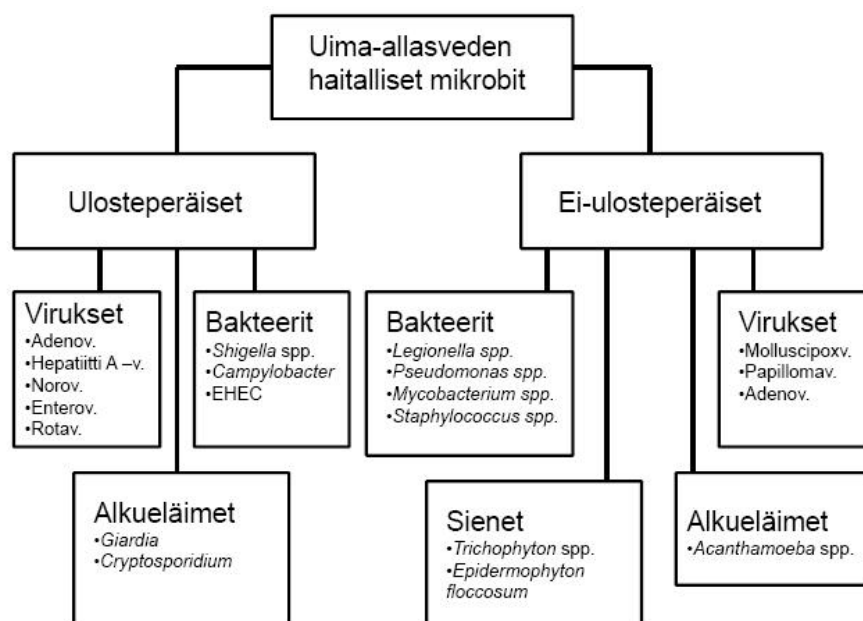 Uima-allasveden
haitalliset mikrobit
Ulosteperäiset
Ei-ulosteperäiset
Virukset
•Adenov.
•Hepatiitti A –v.
•Norov.
•Enterov.
•Rotav.
Bakteerit
•Shigella spp.
•Campylobacter
•EHEC
Bakteerit
•Legionella spp.
•Pseudomonas spp.
•Mycobacterium spp.
•Staphylococcus spp.
Virukset
•Molluscipoxv.
•Papillomav.
•Adenov.
Alkueläimet
•Giardia
•Cryptosporidium
Sienet
•Trichophyton spp.
•Epidermophyton
floccosum
Alkueläimet
•Acanthamoeba spp.